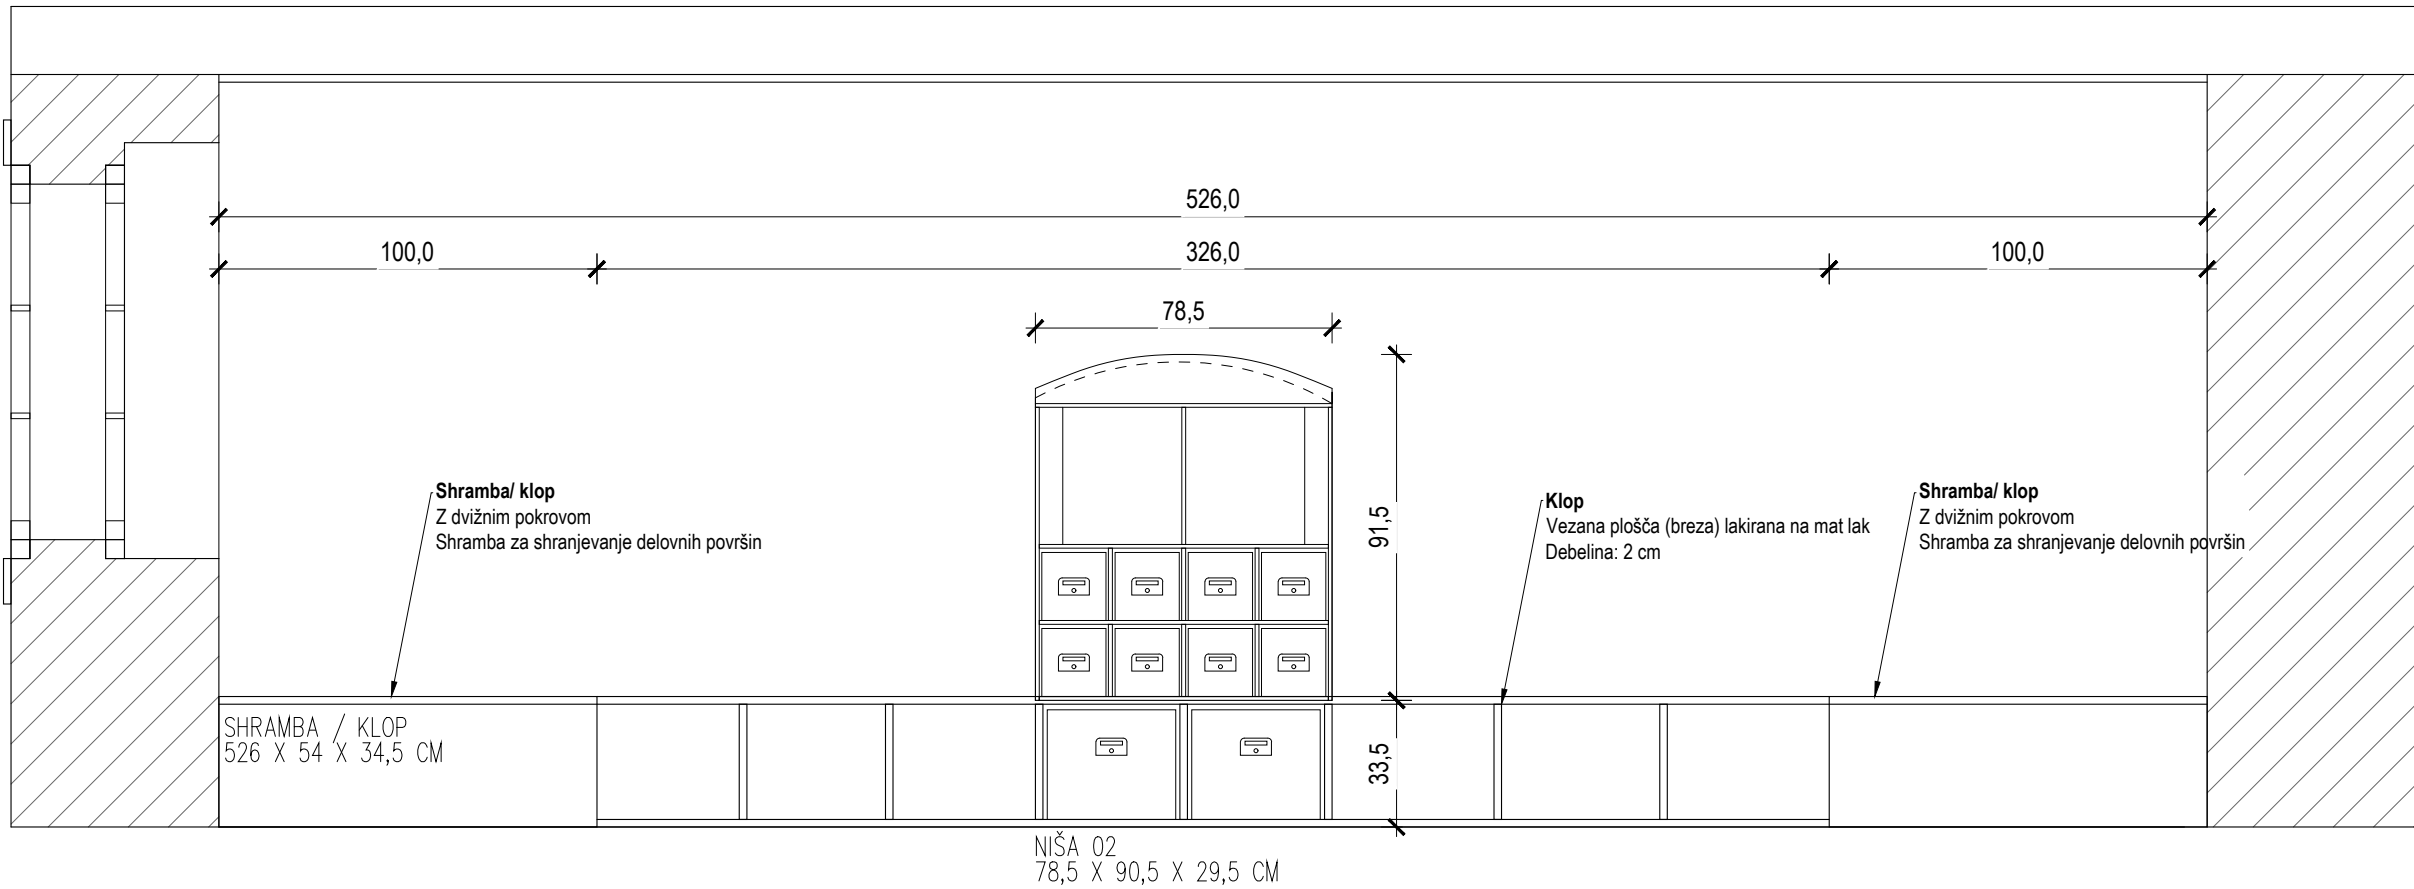 526,0
100,0
326,0
100,0
78,5
Shramba/ klop
Z dvižnim pokrovom
Shramba za shranjevanje delovnih površin
91,5
Klop
Vezana plošča (breza) lakirana na mat lak
Debelina: 2 cm
Shramba/ klop
Z dvižnim pokrovom
Shramba za shranjevanje delovnih površin
SHRAMBA / KLOP
526 X 54 X 34,5 CM
33,5
NIŠA 02
78,5 X 90,5 X 29,5 CM